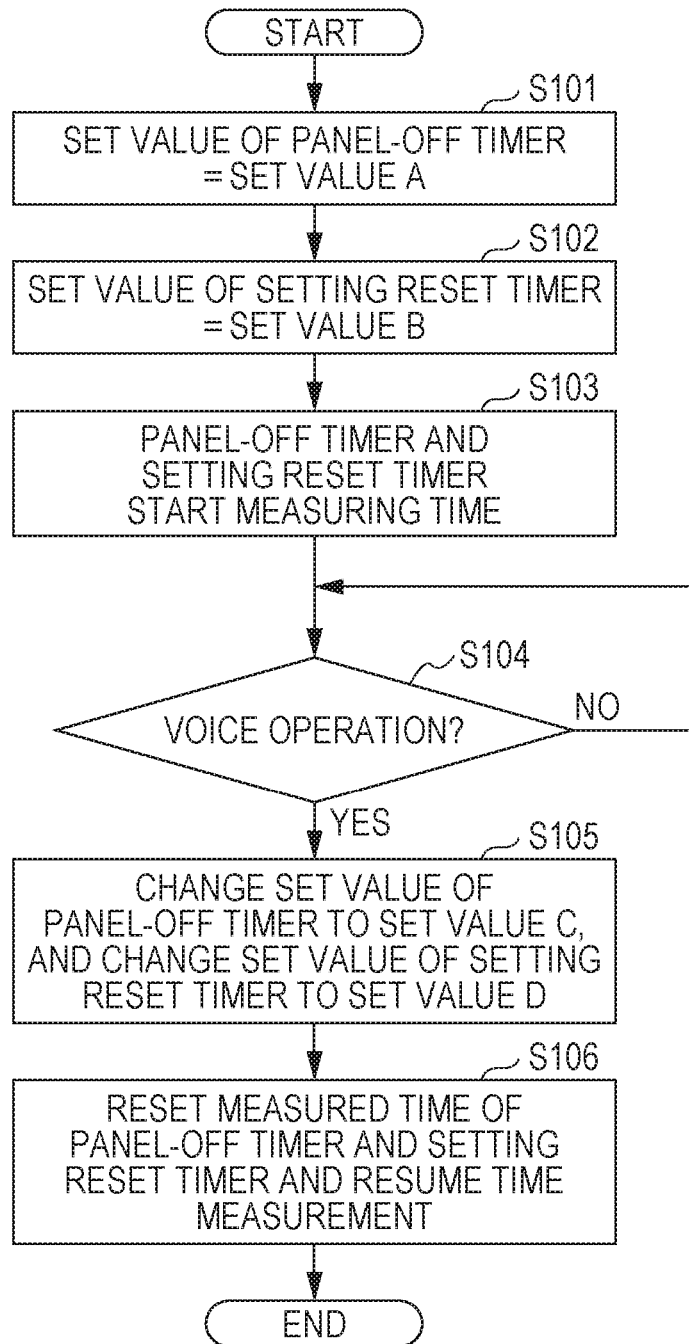 START
S101
SET VALUE OF PANEL-OFF TIMER
= SET VALUE A
S102
SET VALUE OF SETTING RESET TIMER
= SET VALUE B
S103
PANEL-OFF TIMER AND
SETTING RESET TIMER
START MEASURING TIME
S104
VOICE OPERATION?
NO
YES
S105
CHANGE SET VALUE OF
PANEL-OFF TIMER TO SET VALUE C,
AND CHANGE SET VALUE OF SETTING
RESET TIMER TO SET VALUE D
S106
RESET MEASURED TIME OF
PANEL-OFF TIMER AND SETTING
RESET TIMER AND RESUME TIME
MEASUREMENT
END